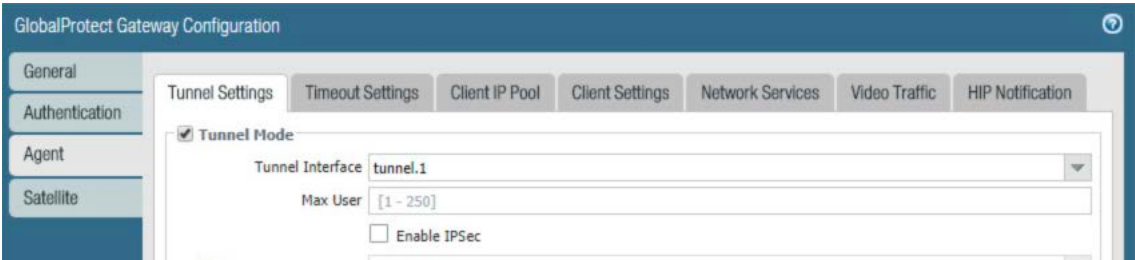 GlobalProtect Gateway Configuration
General
Authentication
Agent
Satellite
Tunnel Settings
Timeout Settings
Client IP Pool
Client Settings
Network Services
Video Traffic
HIP Notification
Tunnel Mode
Tunnel Interface tunnel.1
Max User [1 - 250]
Enable IPSec